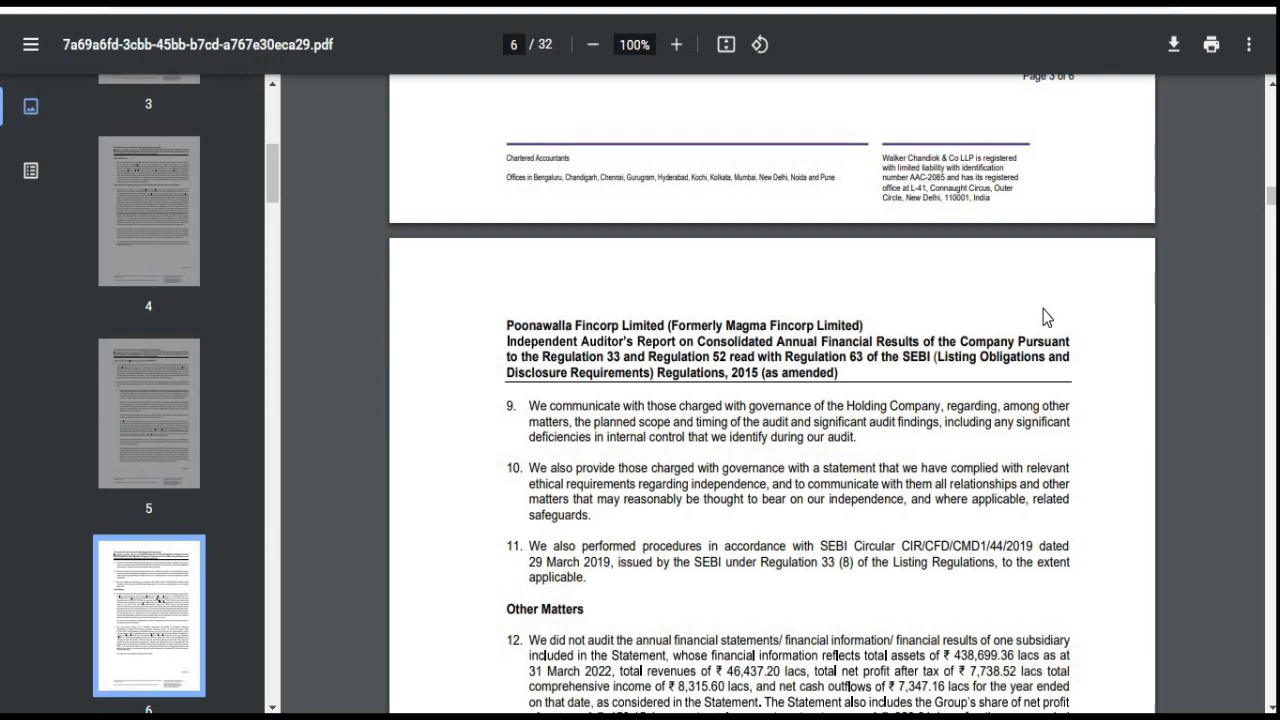 7a69a6fd-3cbb-45bb-b7cd-a767e30eca29.pdf
6 / 32
100%
3
4
5
6
Page 3 of 6
Chartered Accountants
Offices in Bengaluru, Chandigarh, Chennai, Gurugram, Hyderabad, Kochi, Kolkata, Mumbai, New Delhi, Noida and Pune
Walker Chandiok & Co LLP is registered
with limited liability with identification
number AAC-2085 and has its registered
office at L-41, Connaught Circus, Outer
Circle, New Delhi, 110001, India
Poonawalla Fincorp Limited (Formerly Magma Fincorp Limited)
Independent Auditor's Report on Consolidated Annual Financial Results of the Company Pursuant
to the Regulation 33 and Regulation 52 read with Regulation 63 of the SEBI (Listing Obligations and
Disclosure Requirements) Regulations, 2015 (as amended)
9. We communicate with those charged with governance of the Holding Company, regarding, among other
matters, the planned scope and timing of the audit and significant audit findings, including any significant
deficiencies in internal control that we identify during our audit.
10. We also provide those charged with governance with a statement that we have complied with relevant
ethical requirements regarding independence, and to communicate with them all relationships and other
matters that may reasonably be thought to bear on our independence, and where applicable, related
safeguards.
11. We also performed procedures in accordance with SEBI Circular CIR/CFD/CMD1/44/2019 dated
29 March 2019, issued by the SEBI under Regulation 33 (8) of the Listing Regulations, to the extent
applicable.
Other Matters
12. We did not audit the annual financial statements/ financial information/ financial results of one subsidiary
included in the Statement, whose financial information reflects total assets of ₹ 438,699.36 lacs as at
31 March 2022, total revenues of ₹ 46,437.20 lacs, total net profit after tax of ₹ 7,738.52 lacs total
comprehensive income of ₹ 8,315.60 lacs, and net cash outflows of ₹ 7,347.16 lacs for the year ended
on that date, as considered in the Statement. The Statement also includes the Group's share of net profit